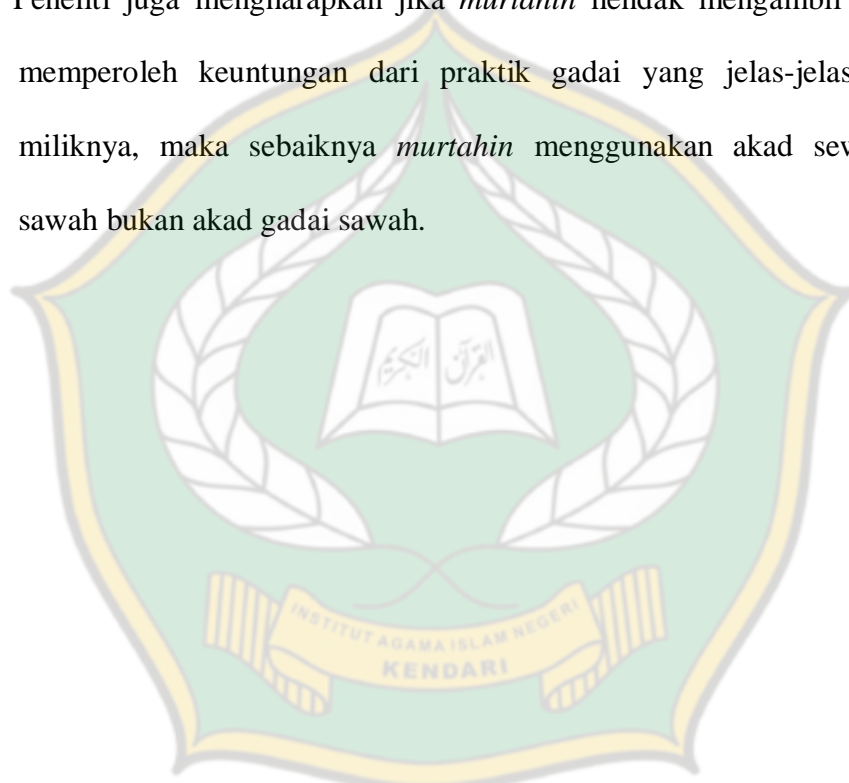 Peneliti juga mengharapkan jika murtahin hendak mengambil
memperoleh keuntungan dari praktik gadai yang jelas-jelas
miliknya, maka sebaiknya murtahin menggunakan akad sew
sawah bukan akad gadai sawah.
القرآن الكريم
INSTITUT AGAMA ISLAM NEGERI
KENDARI